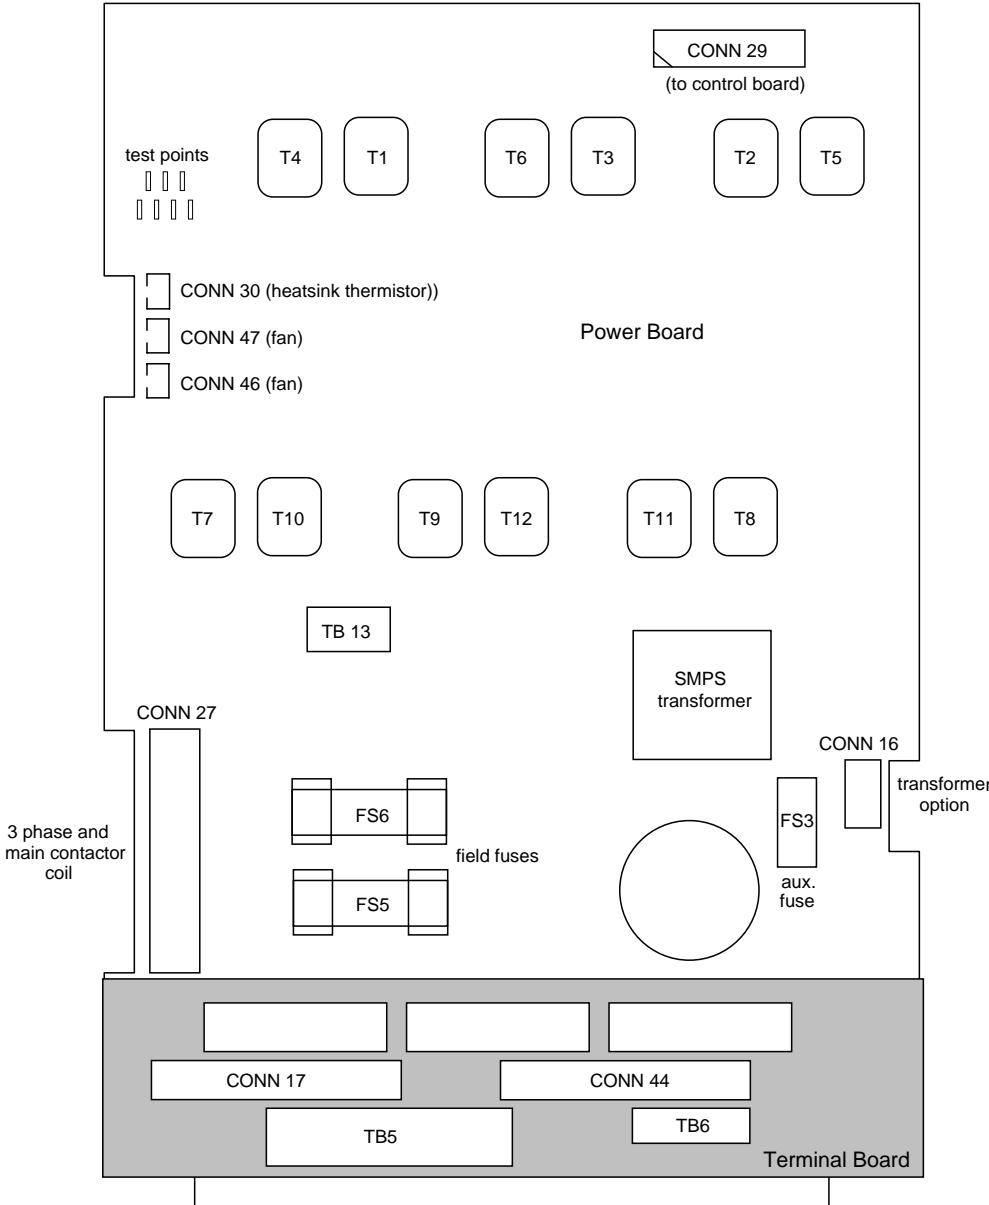 CONN 29
(to control board)
test points
T4
T1
T6
T3
T2
T5
CONN 30 (heatsink thermistor))
CONN 47 (fan)
CONN 46 (fan)
Power Board
T7
T10
T9
T12
T11
T8
TB 13
SMPS
transformer
CONN 27
CONN 16
transformer
option
3 phase and
main contactor
coil
FS6
field fuses
FS5
FS3
aux.
fuse
CONN 17
CONN 44
TB5
TB6
Terminal Board